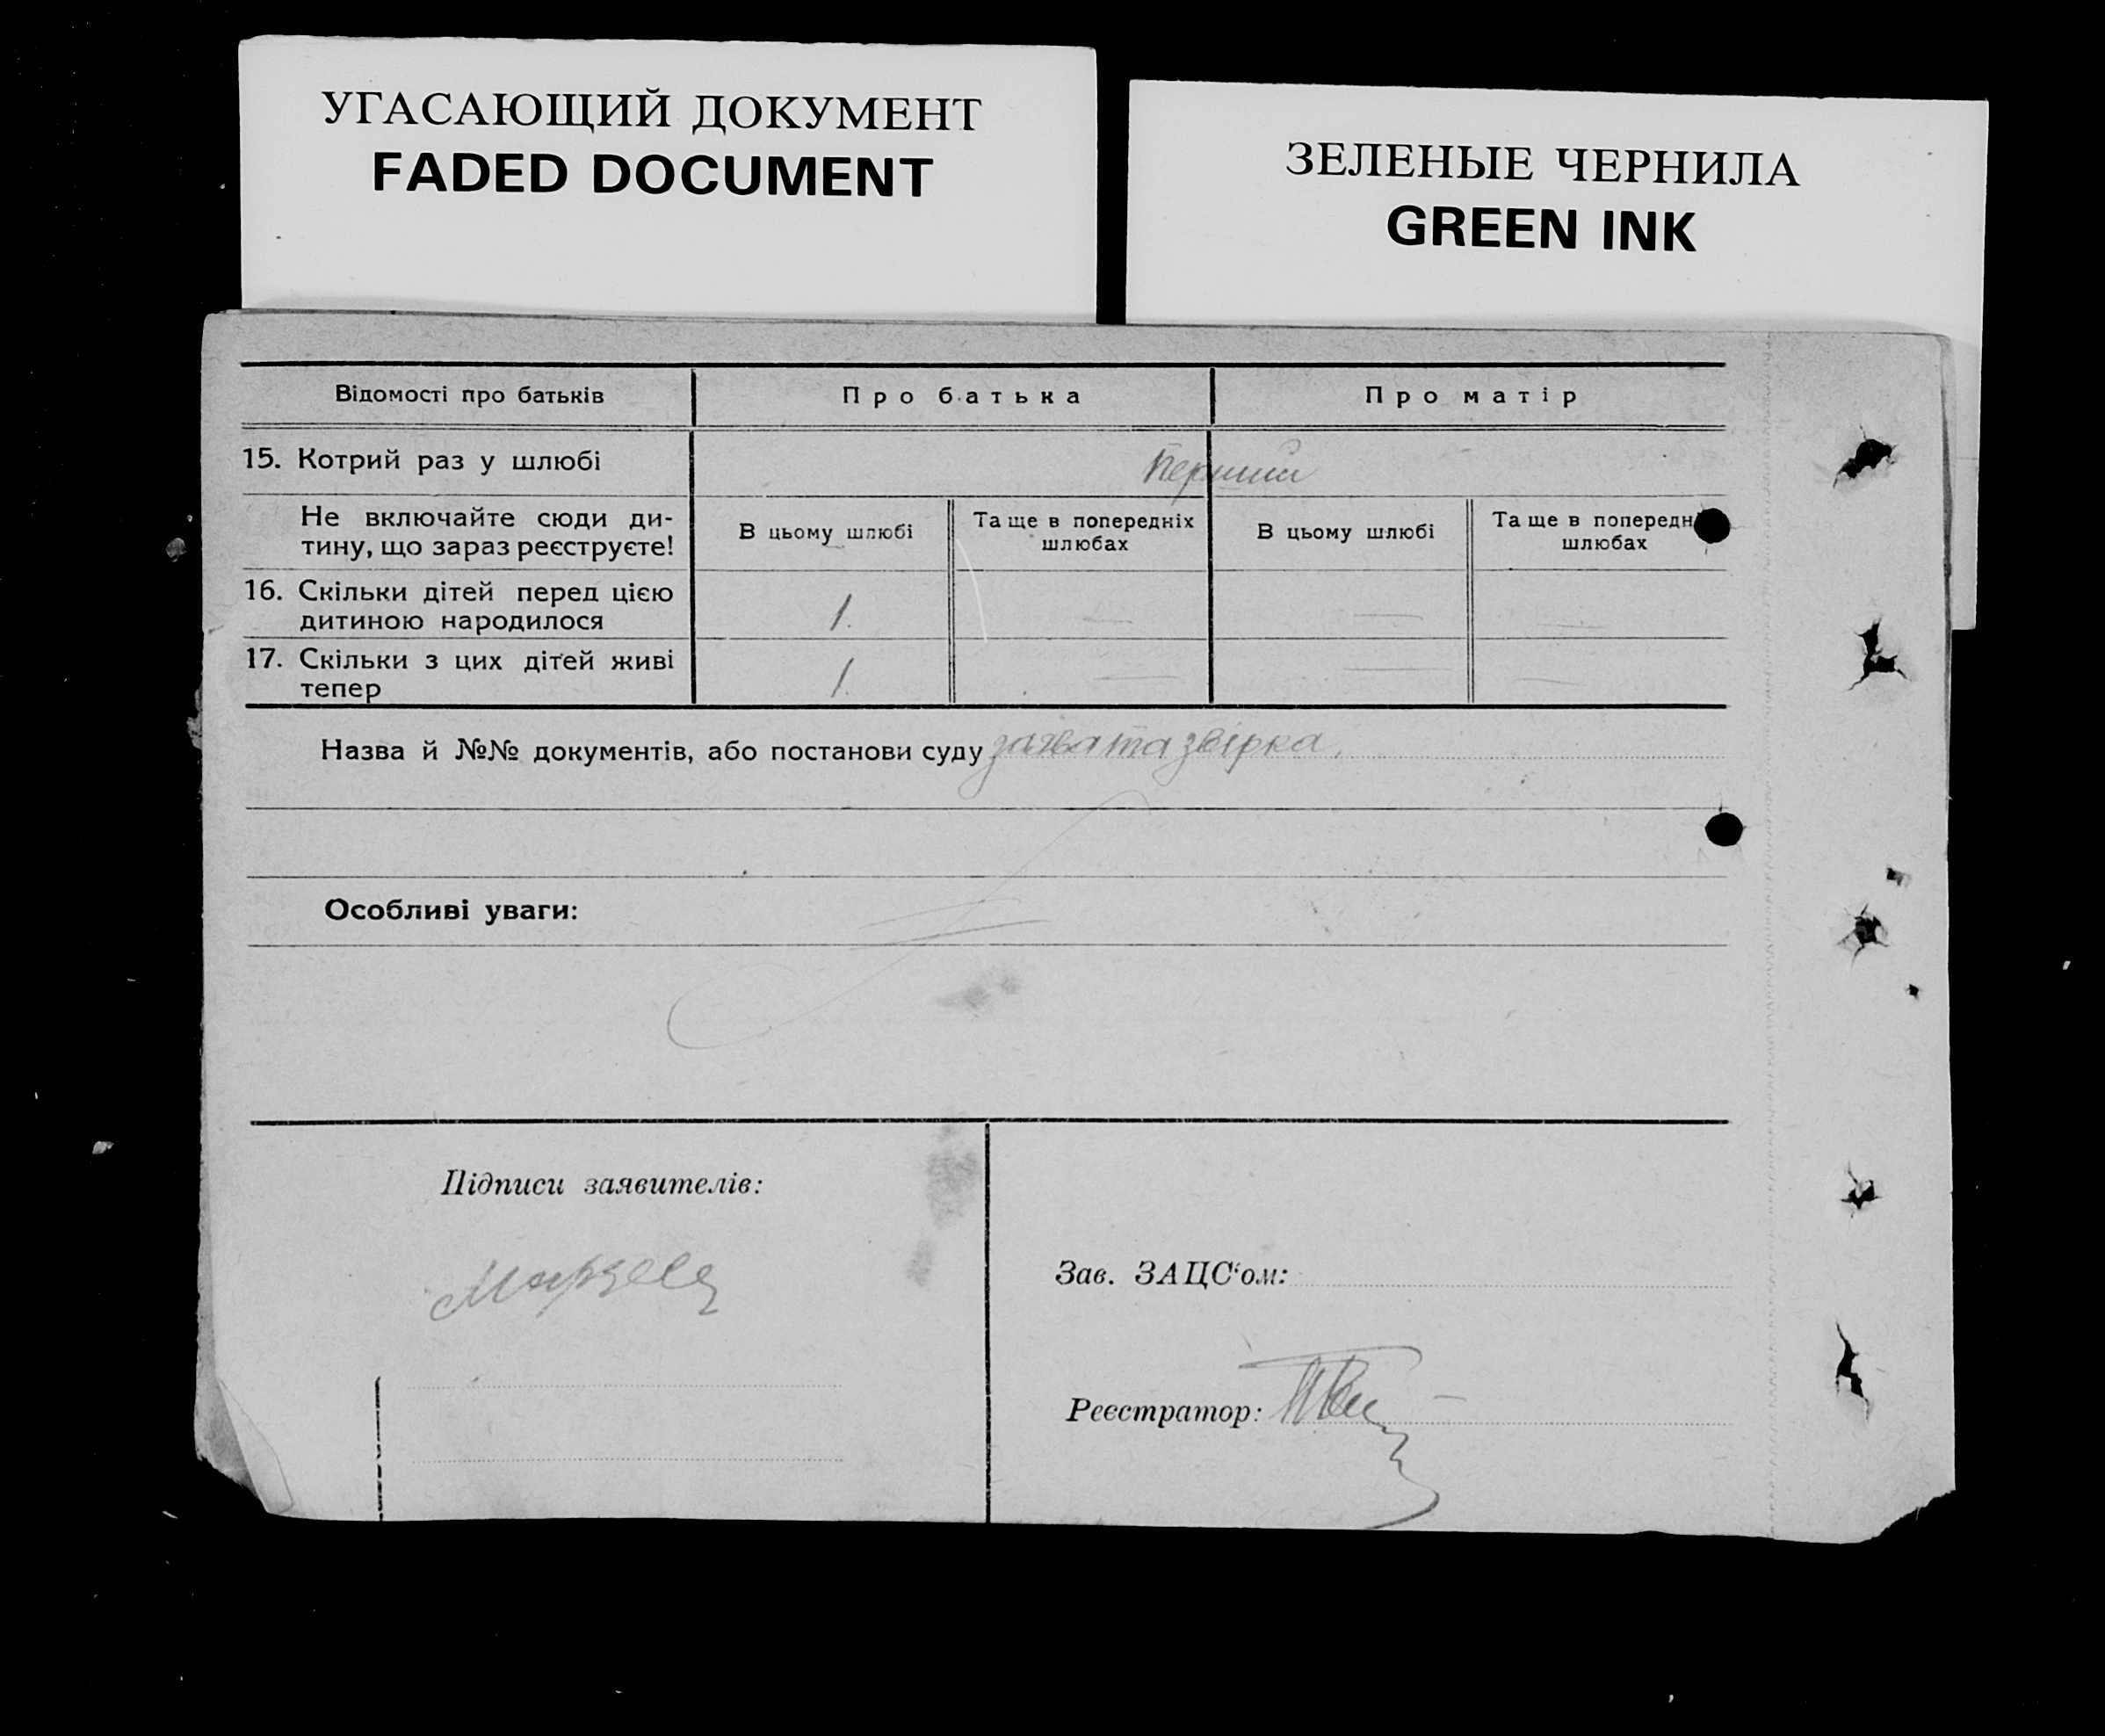 УГАСАЮЩИЙ ДОКУМЕНТ
FADED DOCUMENT
ЗЕЛЕНЫЕ ЧЕРНИЛА
GREEN INK
Відомості про батьків
Про батька
Про матір
15. Котрий раз у шлюбі
Перший
Не включайте сюди ди-
тину, що зараз реєструєте!
В цьому шлюбі
Та ще в попередніх
шлюбах
В цьому шлюбі
Та ще в попередн
шлюбах
16. Скільки дітей перед цією
дитиною народилося
1.
17. Скільки з цих дітей живі
тепер
1.
Назва й №№ документів, або постанови суду заява та звірка.
Особливі уваги:
Підписи заявителів:
Зав. ЗАЦС'ом:
Реєстратор: